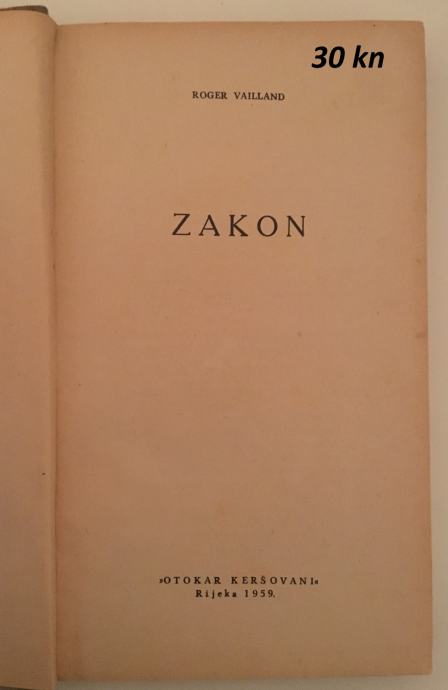 30 kn
ROGER VAILLAND
ZAKON
»OTOKAR KERŠOVANI«
Rijeka 1959.